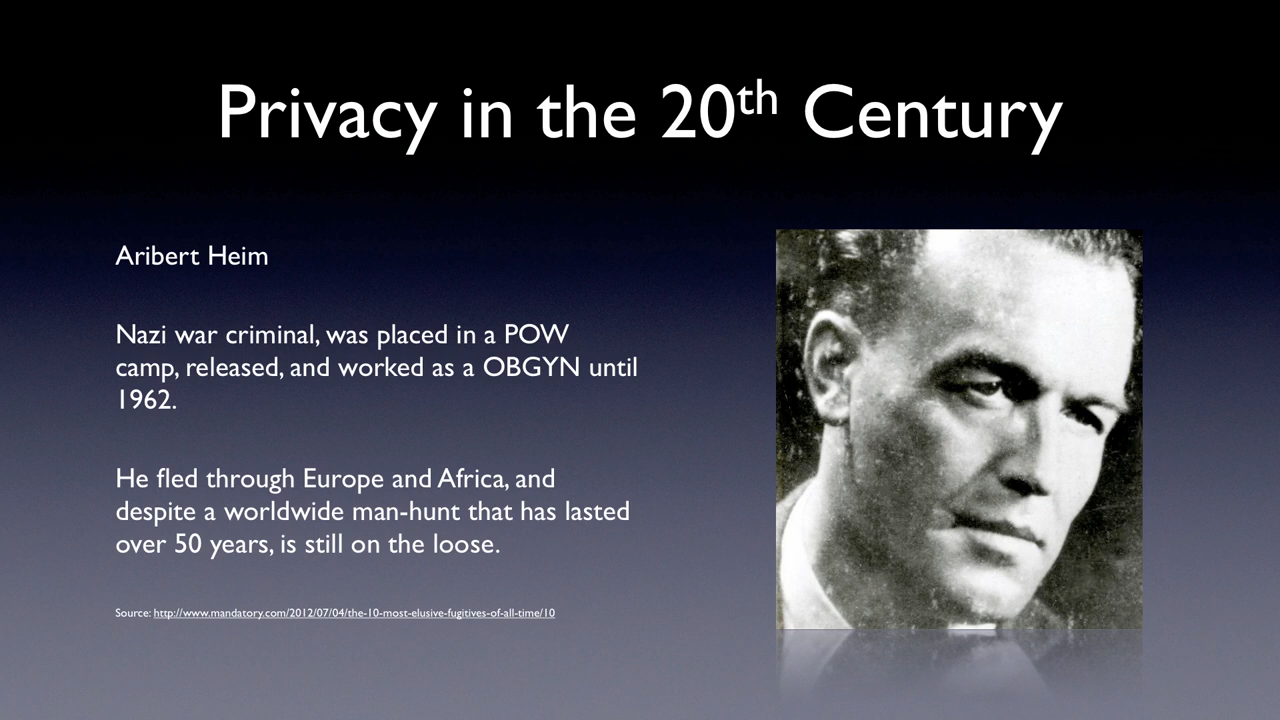 Privacy in the 20th Century
Aribert Heim
Nazi war criminal, was placed in a POW
camp, released, and worked as a OBGYN until
1962.
He fled through Europe and Africa, and
despite a worldwide man-hunt that has lasted
over 50 years, is still on the loose.
Source: http://www.mandatory.com/2012/07/04/the-10-most-elusive-fugitives-of-all-time/10